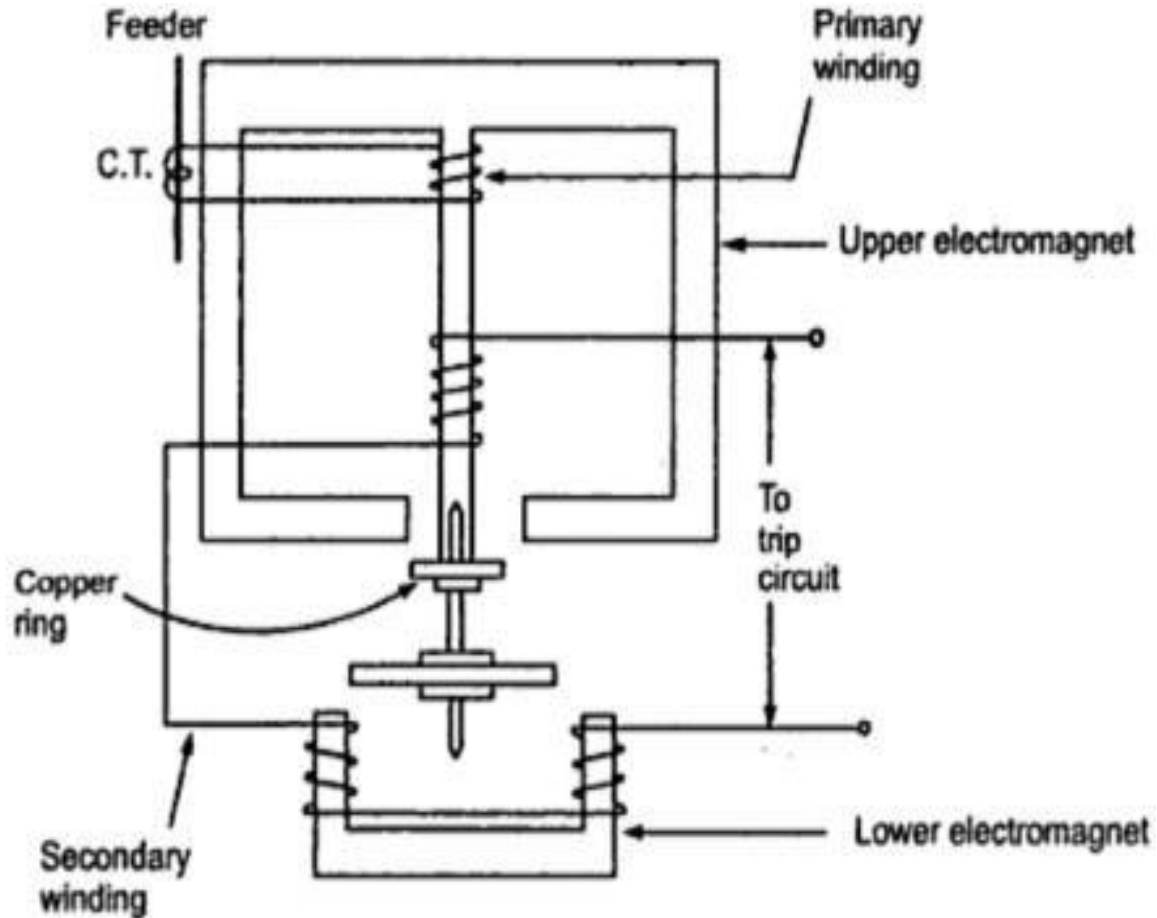 Feeder
Primary
winding
C.T.
Upper electromagnet
To
trip
circuit
Copper
ring
Lower electromagnet
Secondary
winding